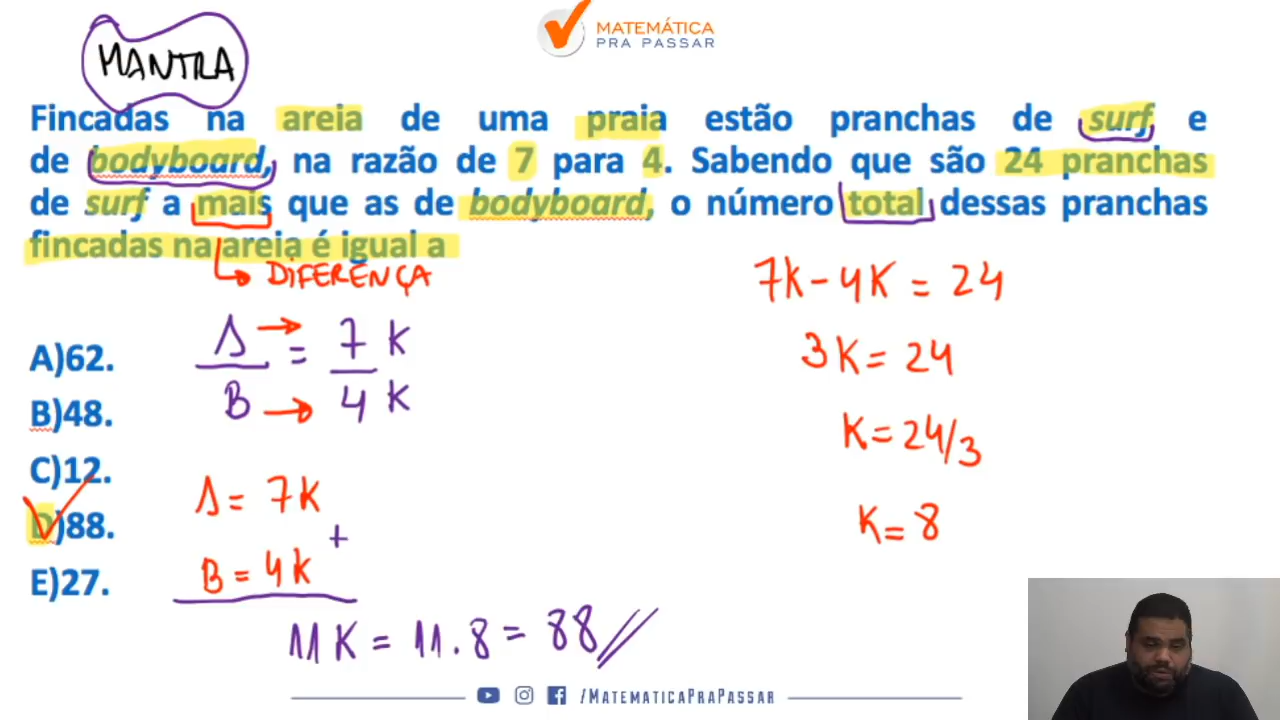 MATEMÁTICA
PRA PASSAR
MANTRA
Fincadas na areia de uma praia estão pranchas de surf e
de bodyboard, na razão de 7 para 4. Sabendo que são 24 pranchas
de surf a mais que as de bodyboard, o número total dessas pranchas
fincadas na areia é igual a
DIFERENÇA
A)62.
B)48.
C)12.
D)88.
E)27.
S → = 7 K
B → 4 K
S = 7K
+
B = 4K
11K = 11.8 = 88//
7K - 4K = 24
3K = 24
K = 24/3
K = 8
/MATEMATICAPRAPASSAR